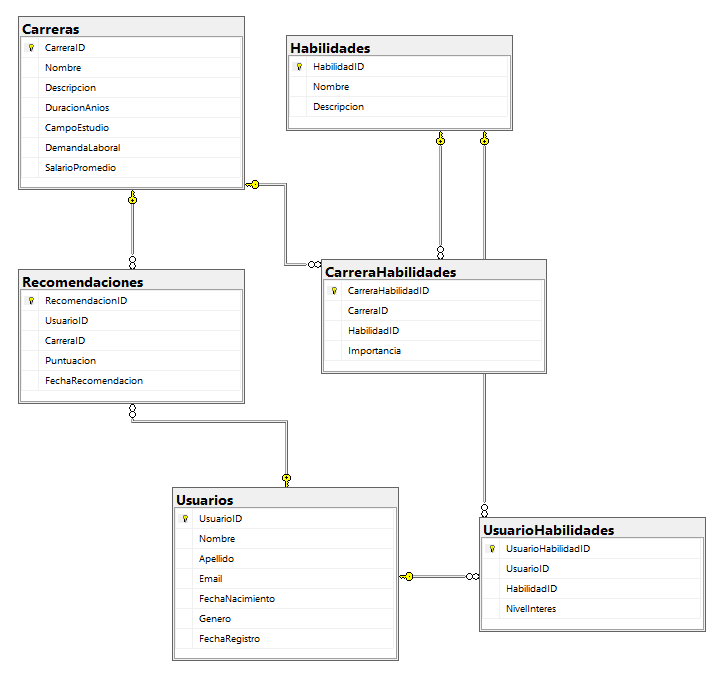 Carreras
CarreraID
Nombre
Descripcion
DuracionAnios
CampoEstudio
DemandaLaboral
SalarioPromedio
Habilidades
HabilidadID
Nombre
Descripcion
Recomendaciones
RecomendacionID
UsuarioID
CarreraID
Puntuacion
FechaRecomendacion
CarreraHabilidades
CarreraHabilidadID
CarreraID
HabilidadID
Importancia
Usuarios
UsuarioID
Nombre
Apellido
Email
FechaNacimiento
Genero
FechaRegistro
UsuarioHabilidades
UsuarioHabilidadID
UsuarioID
HabilidadID
NivelInteres